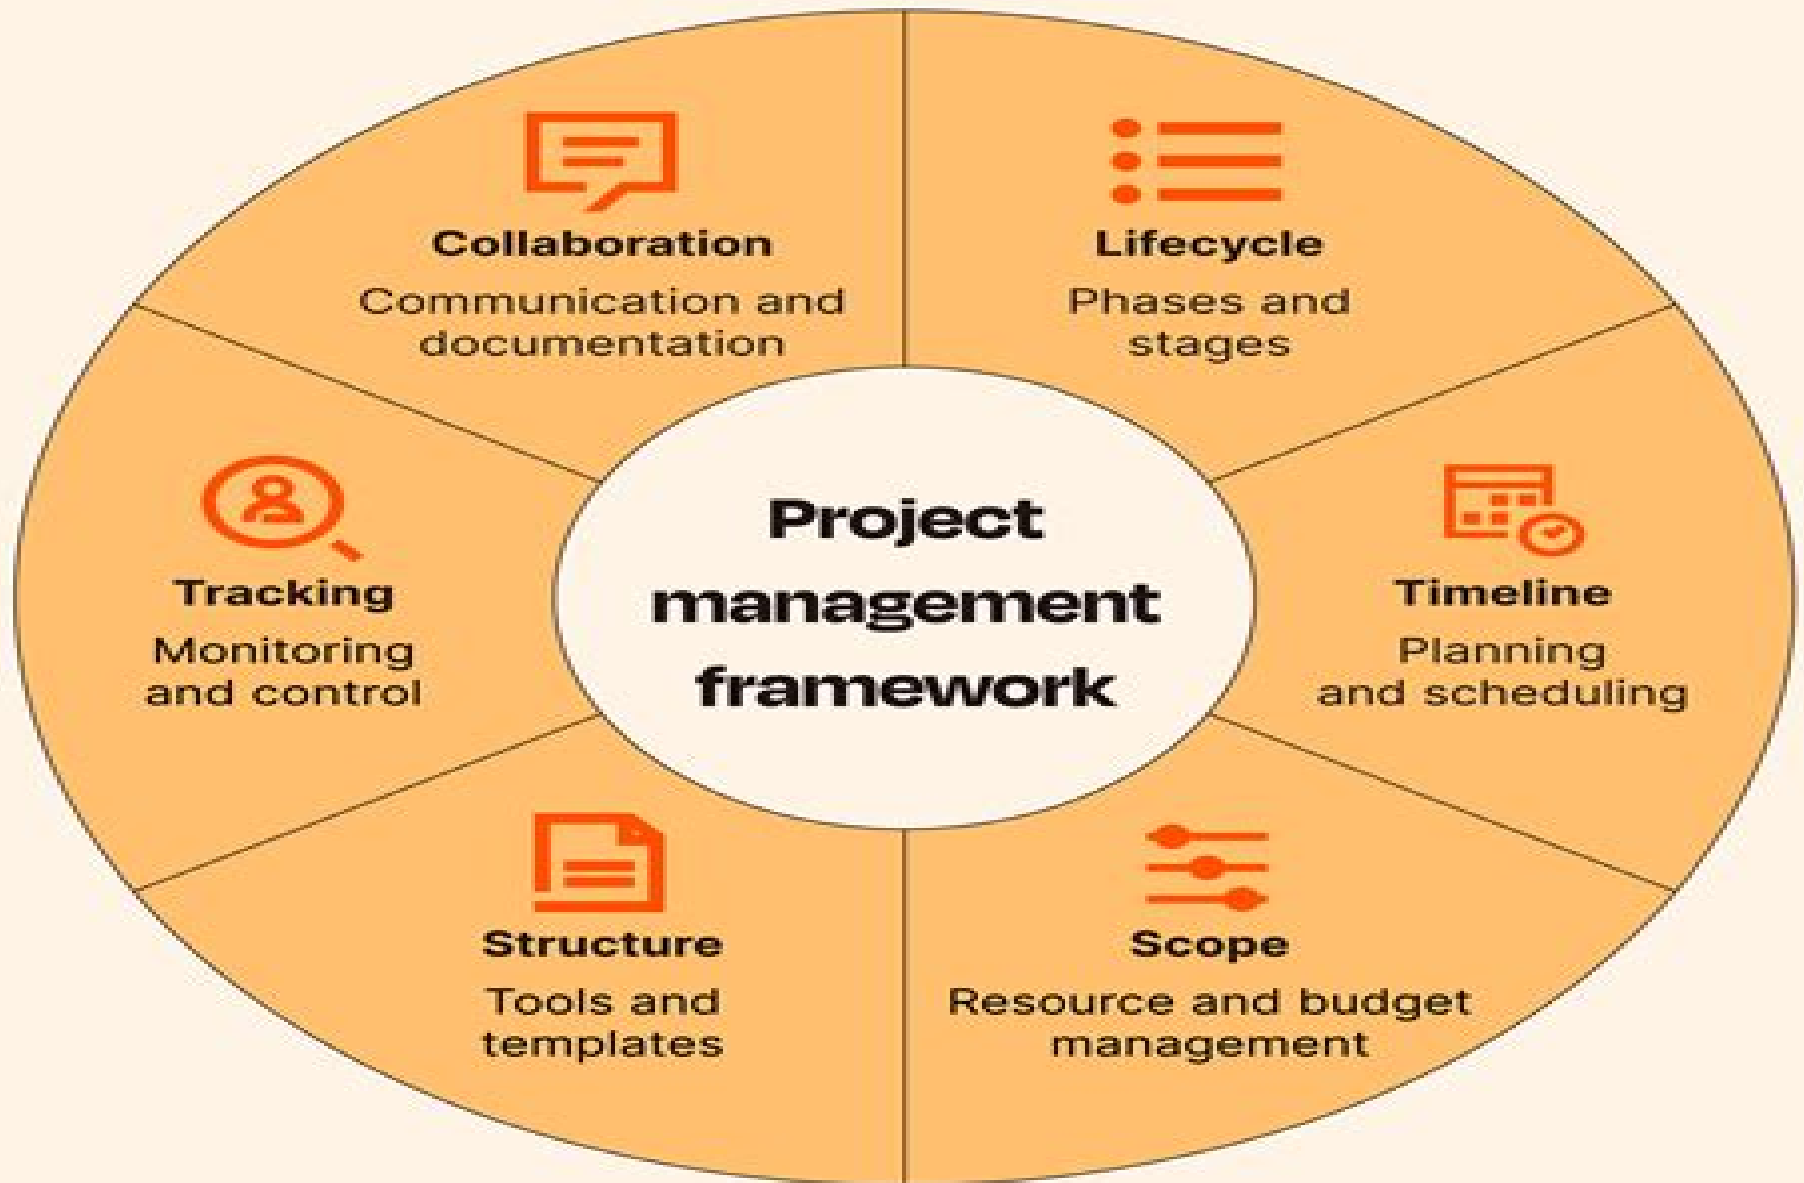 Collaboration
Communication and
documentation
Lifecycle
Phases and
stages
Tracking
Monitoring
and control
Project
management
framework
Timeline
Planning
and scheduling
Structure
Tools and
templates
Scope
Resource and budget
management